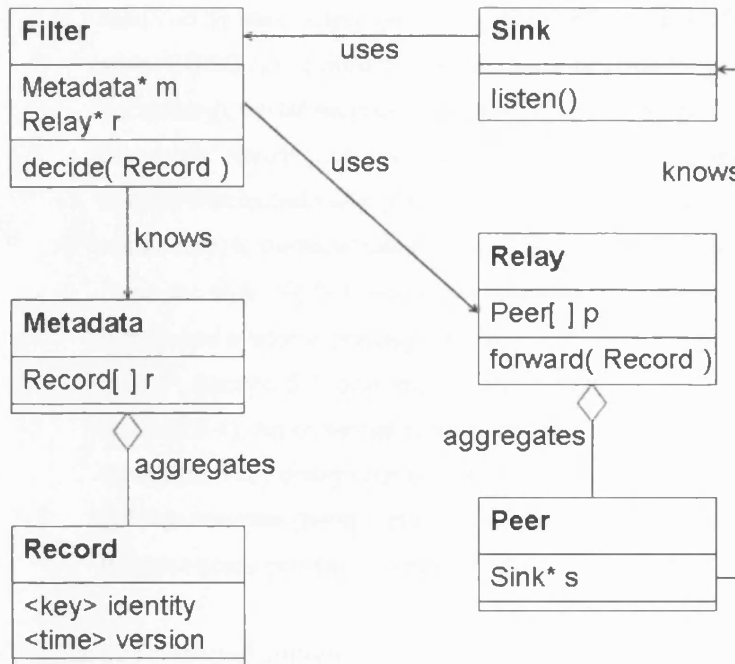 Filter
Metadata* m
Relay* r
decide( Record )
uses
Sink
listen()
uses
knows
knows
Metadata
Record[ ] r
aggregates
Relay
Peer[ ] p
forward( Record )
aggregates
Record
<key> identity
<time> version
Peer
Sink* s